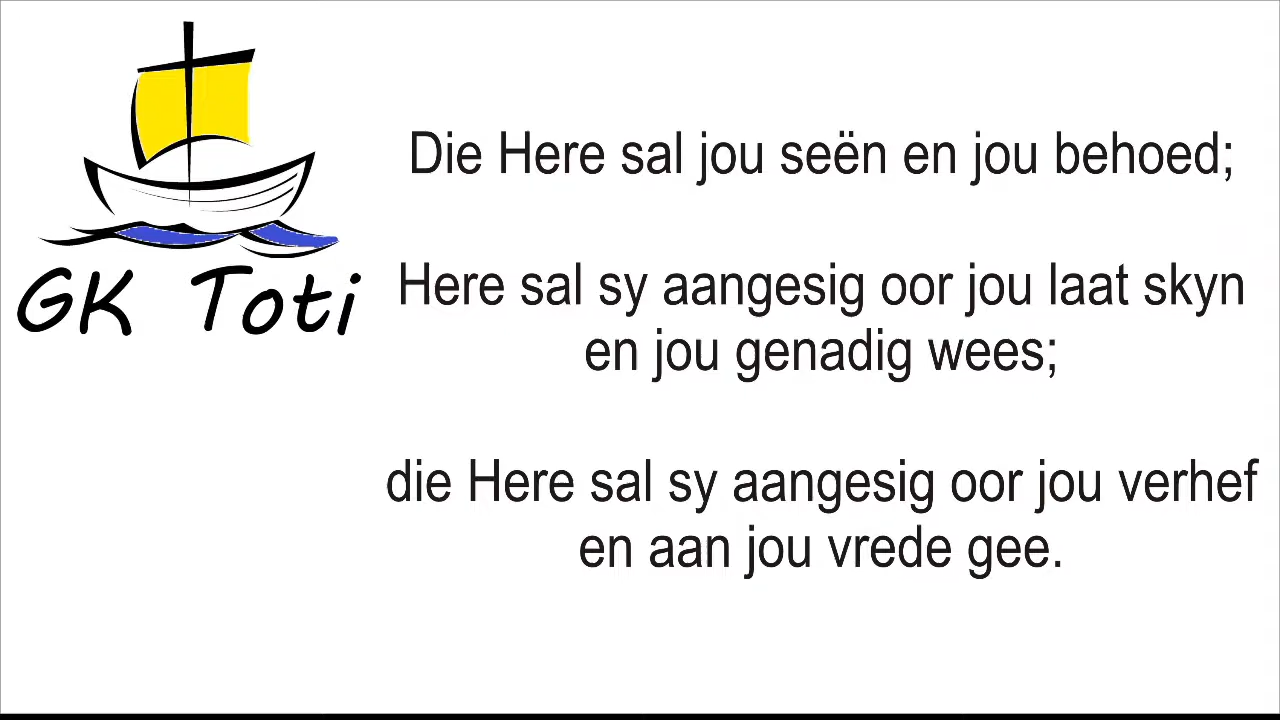 GK Toti
Die Here sal jou seën en jou behoed;
Here sal sy aangesig oor jou laat skyn
en jou genadig wees;
die Here sal sy aangesig oor jou verhef
en aan jou vrede gee.